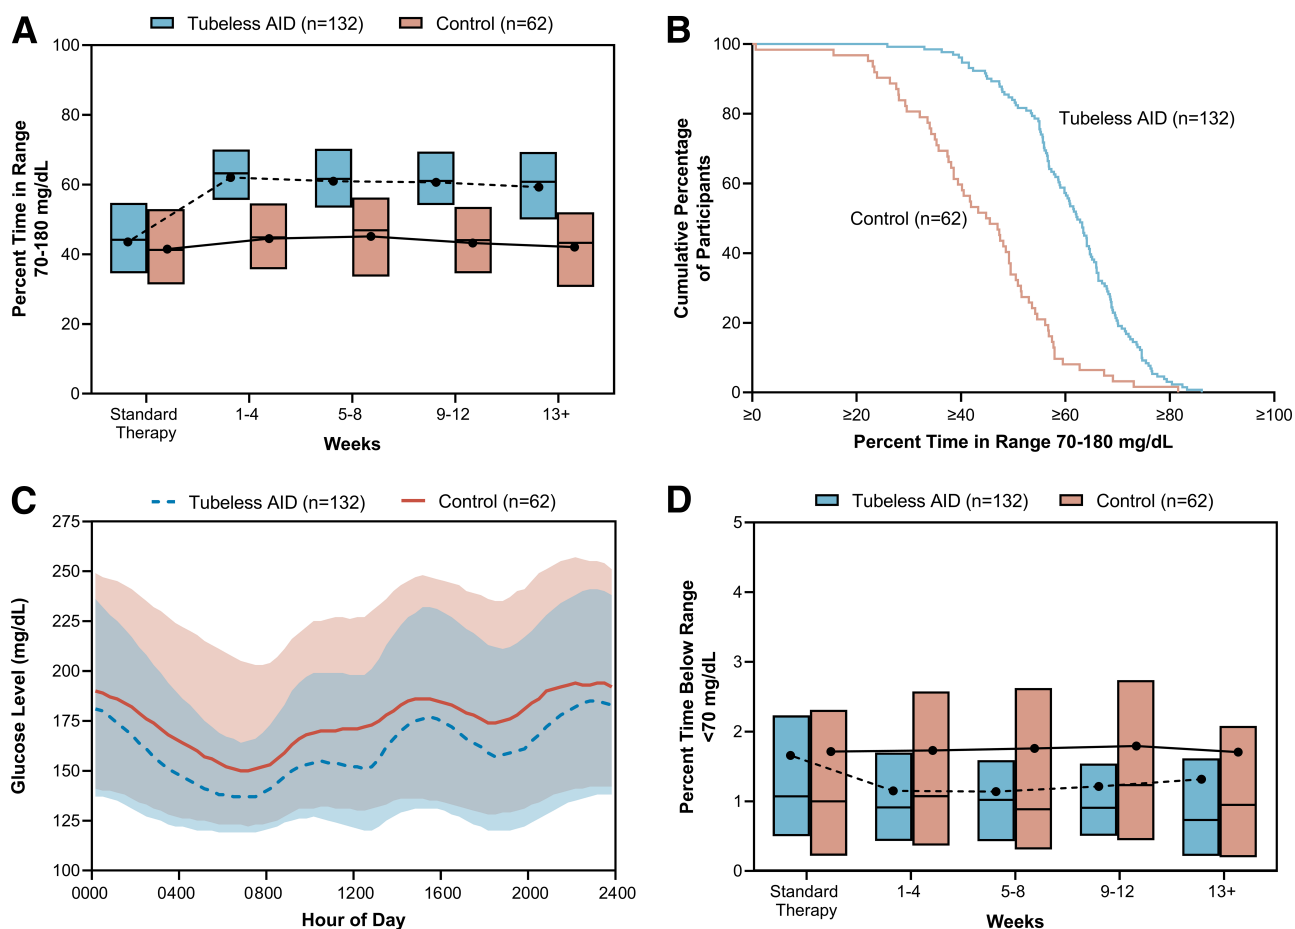 A
Tubeless AID (n=132)
Control (n=62)
Percent Time in Range
70-180 mg/dL
100
80
60
40
20
0
Standard
Therapy
1-4
5-8
9-12
13+
Weeks
B
Cumulative Percentage
of Participants
100
80
60
40
20
0
Tubeless AID (n=132)
Control (n=62)
≥0
≥20
≥40
≥60
≥80
≥100
Percent Time in Range 70-180 mg/dL
C
Tubeless AID (n=132)
Control (n=62)
Glucose Level (mg/dL)
275
250
225
200
175
150
125
100
0000
0400
0800
1200
1600
2000
2400
Hour of Day
D
Tubeless AID (n=132)
Control (n=62)
Percent Time Below Range
<70 mg/dL
5
4
3
2
1
0
Standard
Therapy
1-4
5-8
9-12
13+
Weeks